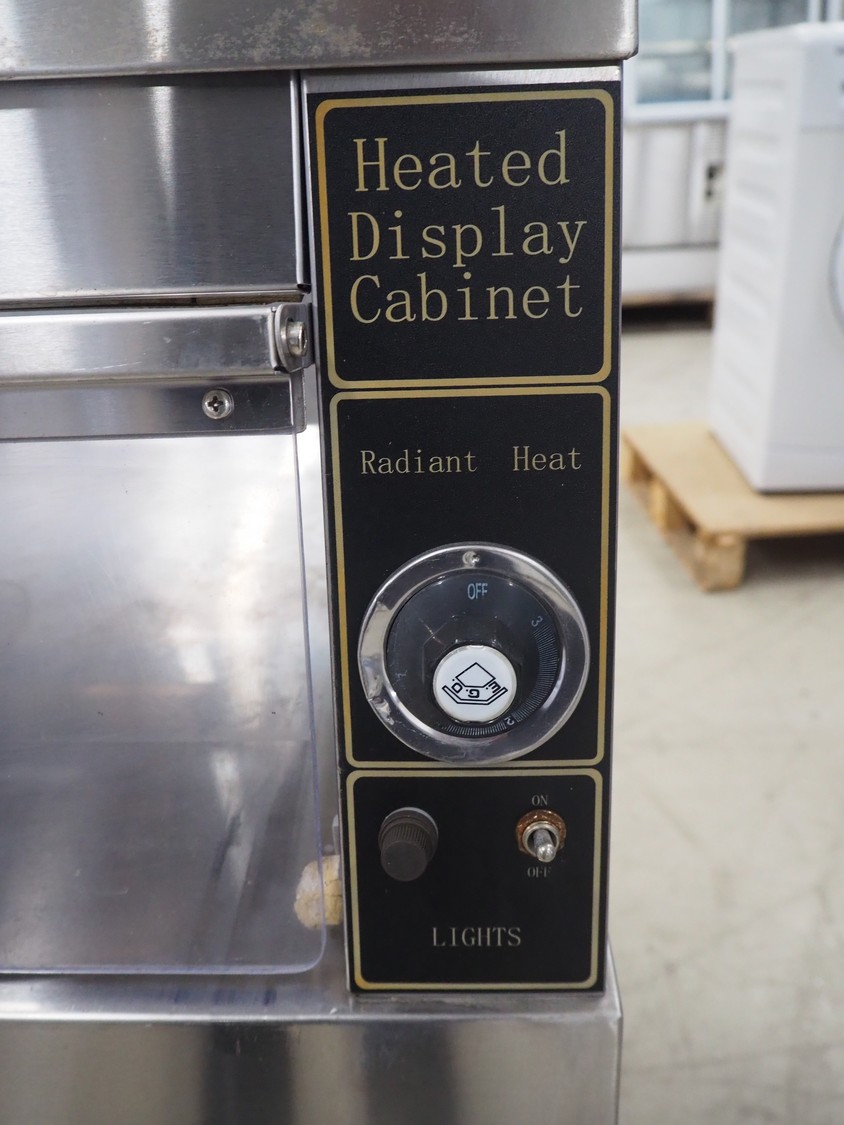 Heated
Display
Cabinet
Radiant Heat
OFF
3
E.G.O.
2
ON
OFF
LIGHTS